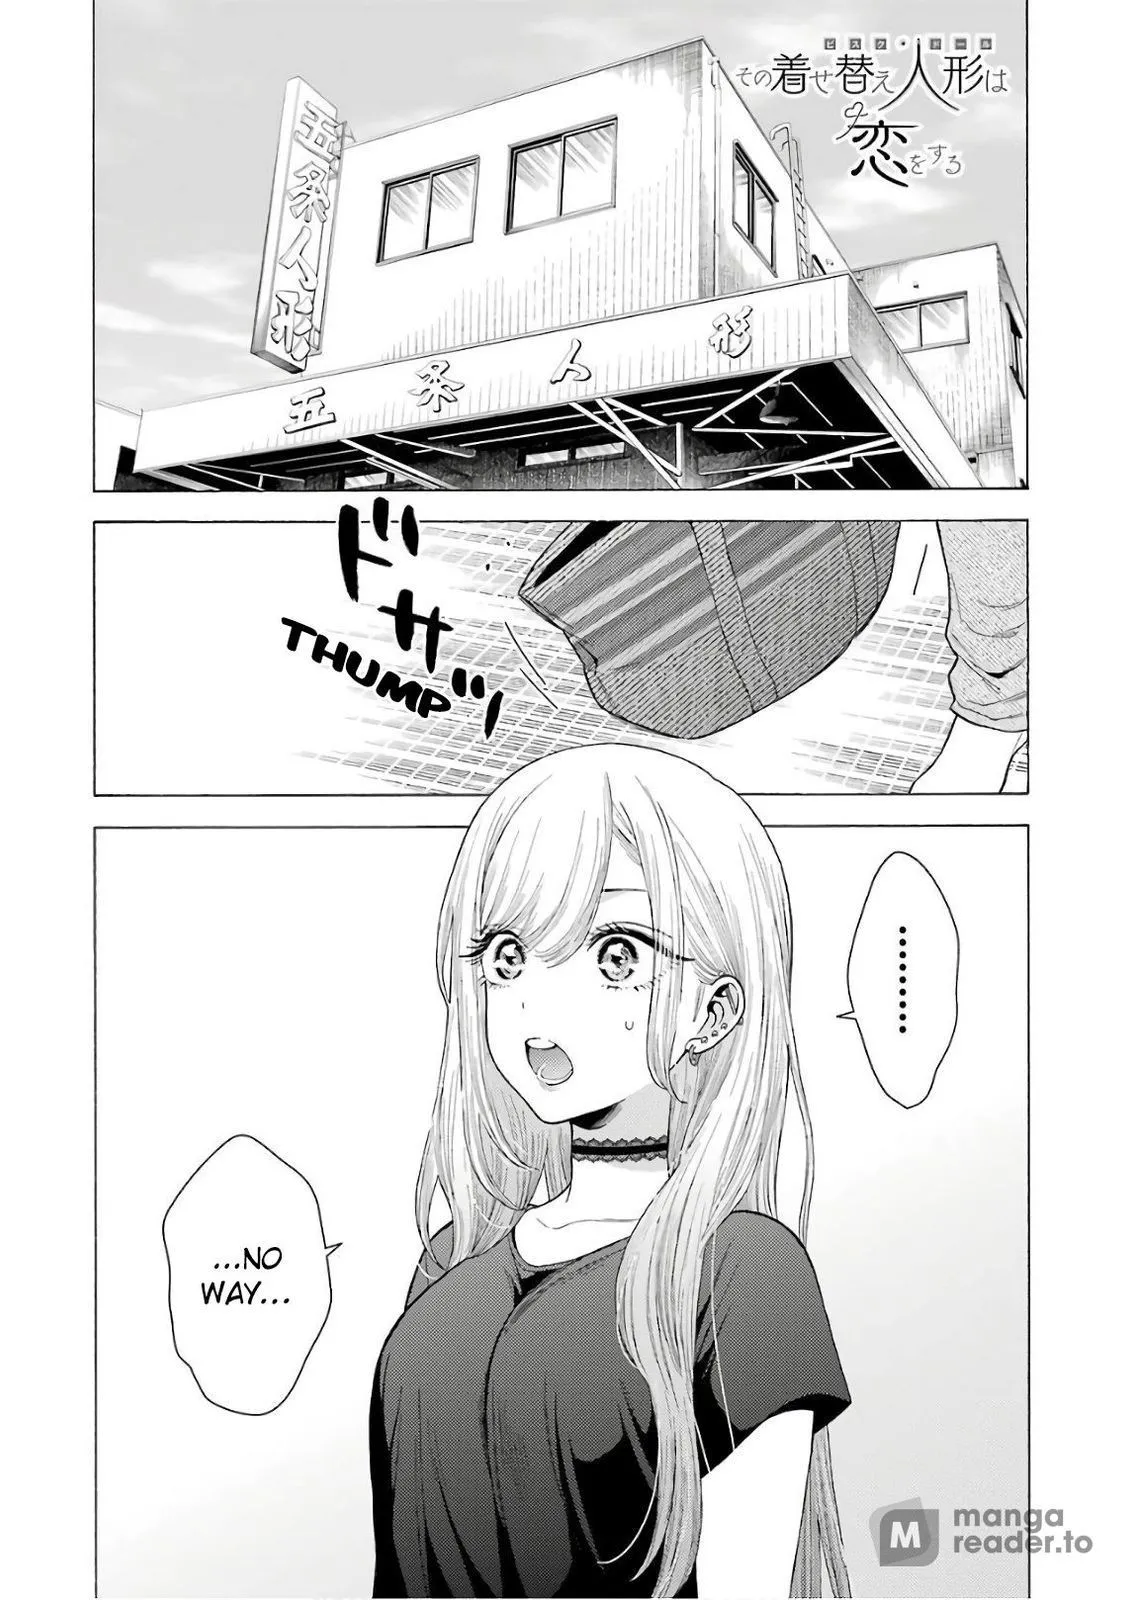 ビスク・ドール
その着せ替え人形は
恋をする
五条人形
五条人形
ドサッ
THUMP
………
...NO
WAY...
M manga
reader.to